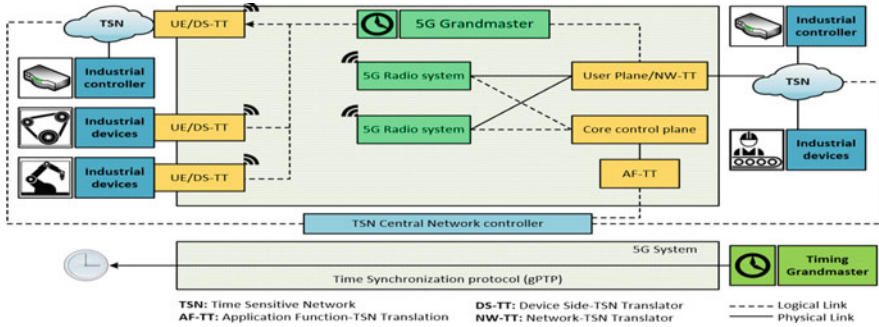 TSN
UE/DS-TT
5G Grandmaster
Industrial
controller
Industrial
controller
5G Radio system
User Plane/NW-TT
TSN
Industrial
devices
UE/DS-TT
5G Radio system
Core control plane
Industrial
devices
Industrial
devices
UE/DS-TT
AF-TT
TSN Central Network controller
5G System
Time Synchronization protocol (gPTP)
Timing
Grandmaster
TSN: Time Sensitive Network
DS-TT: Device Side-TSN Translator
Logical Link
AF-TT: Application Function-TSN Translation
NW-TT: Network-TSN Translator
Physical Link